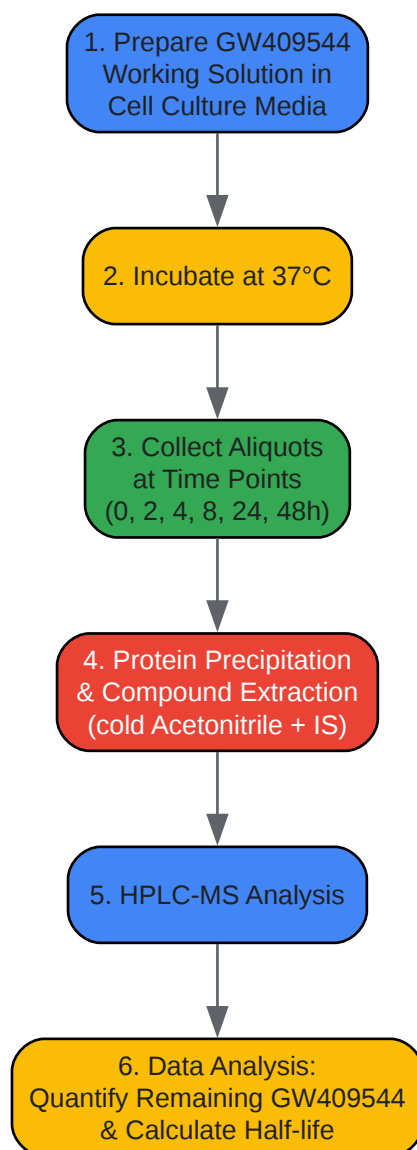 1. Prepare GW409544
Working Solution in
Cell Culture Media
2. Incubate at 37°C
3. Collect Aliquots
at Time Points
(0, 2, 4, 8, 24, 48h)
4. Protein Precipitation
& Compound Extraction
(cold Acetonitrile + IS)
5. HPLC-MS Analysis
6. Data Analysis:
Quantify Remaining GW409544
& Calculate Half-life